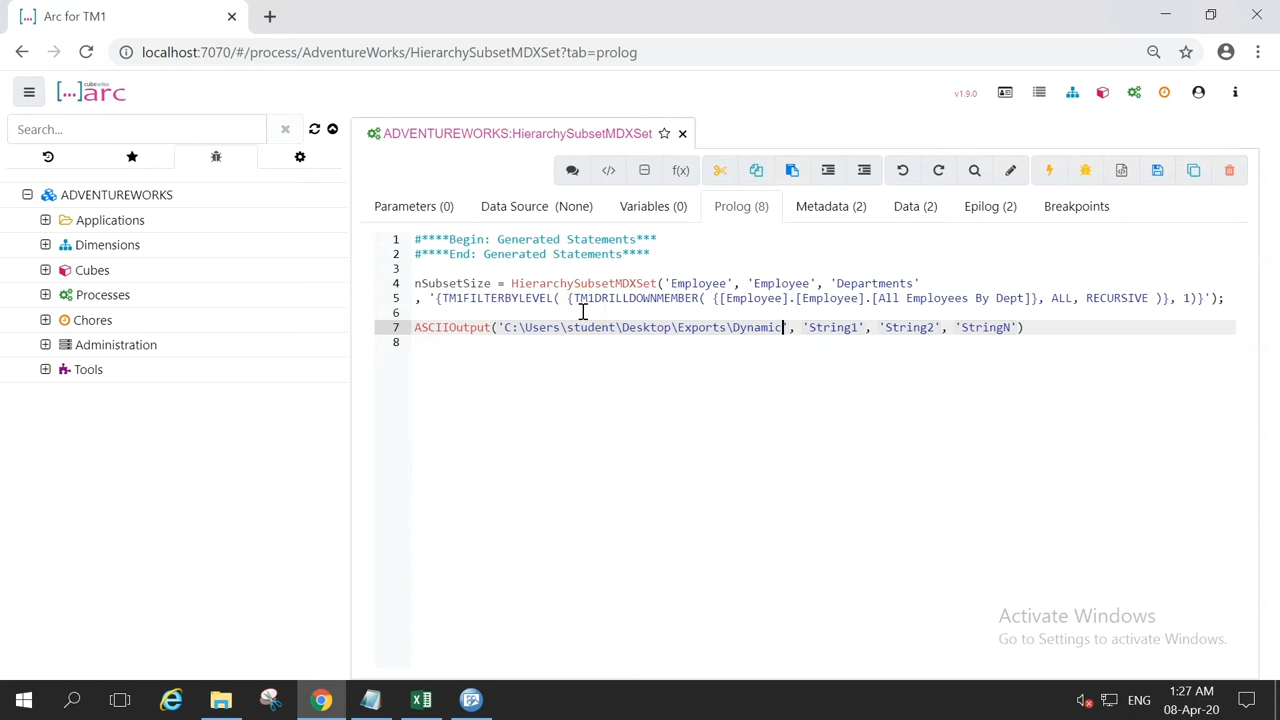 Arc for TM1
localhost:7070/#/process/AdventureWorks/HierarchySubsetMDXSet?tab=prolog
cubewise
[...]arc
v1.9.0
Search...
ADVENTUREWORKS:HierarchySubsetMDXSet
f(x)
ADVENTUREWORKS
Applications
Dimensions
Cubes
Processes
Chores
Administration
Tools
Parameters (0) Data Source (None) Variables (0) Prolog (8) Metadata (2) Data (2) Epilog (2) Breakpoints
1 #****Begin: Generated Statements***
2 #****End: Generated Statements****
3
4 nSubsetSize = HierarchySubsetMDXSet('Employee', 'Employee', 'Departments'
5 , '{TM1FILTERBYLEVEL( {TM1DRILLDOWNMEMBER( {[Employee].[Employee].[All Employees By Dept]}, ALL, RECURSIVE )}, 1)}');
6
7 ASCIIOutput('C:\Users\student\Desktop\Exports\Dynamic', 'String1', 'String2', 'StringN')
8
Activate Windows
Go to Settings to activate Windows.
ENG
1:27 AM
08-Apr-20